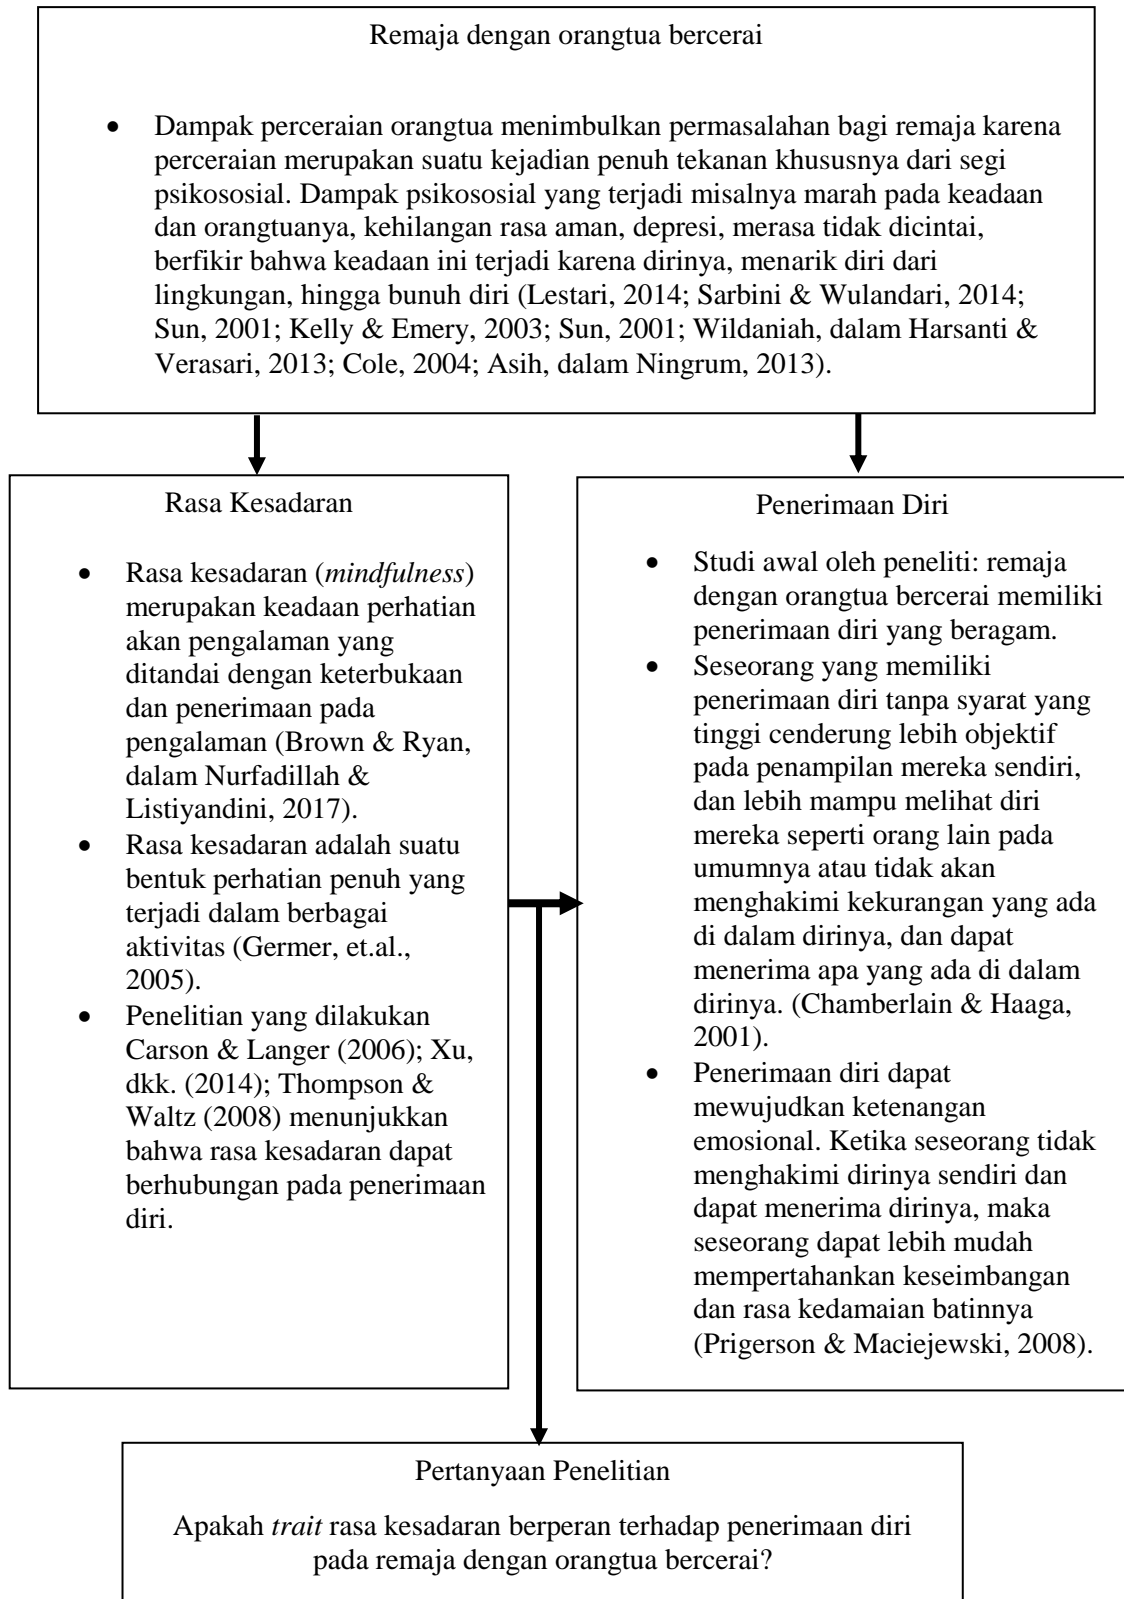 Remaja dengan orangtua bercerai
• Dampak perceraian orangtua menimbulkan permasalahan bagi remaja karena
perceraian merupakan suatu kejadian penuh tekanan khususnya dari segi
psikososial. Dampak psikososial yang terjadi misalnya marah pada keadaan
dan orangtuanya, kehilangan rasa aman, depresi, merasa tidak dicintai,
berfikir bahwa keadaan ini terjadi karena dirinya, menarik diri dari
lingkungan, hingga bunuh diri (Lestari, 2014; Sarbini & Wulandari, 2014;
Sun, 2001; Kelly & Emery, 2003; Sun, 2001; Wildaniah, dalam Harsanti &
Verasari, 2013; Cole, 2004; Asih, dalam Ningrum, 2013).
Rasa Kesadaran
• Rasa kesadaran (mindfulness)
merupakan keadaan perhatian
akan pengalaman yang
ditandai dengan keterbukaan
dan penerimaan pada
pengalaman (Brown & Ryan,
dalam Nurfadillah &
Listiyandini, 2017).
• Rasa kesadaran adalah suatu
bentuk perhatian penuh yang
terjadi dalam berbagai
aktivitas (Germer, et.al.,
2005).
• Penelitian yang dilakukan
Carson & Langer (2006); Xu,
dkk. (2014); Thompson &
Waltz (2008) menunjukkan
bahwa rasa kesadaran dapat
berhubungan pada penerimaan
diri.
Penerimaan Diri
• Studi awal oleh peneliti: remaja
dengan orangtua bercerai memiliki
penerimaan diri yang beragam.
• Seseorang yang memiliki
penerimaan diri tanpa syarat yang
tinggi cenderung lebih objektif
pada penampilan mereka sendiri,
dan lebih mampu melihat diri
mereka seperti orang lain pada
umumnya atau tidak akan
menghakimi kekurangan yang ada
di dalam dirinya, dan dapat
menerima apa yang ada di dalam
dirinya. (Chamberlain & Haaga,
2001).
• Penerimaan diri dapat
mewujudkan ketenangan
emosional. Ketika seseorang tidak
menghakimi dirinya sendiri dan
dapat menerima dirinya, maka
seseorang dapat lebih mudah
mempertahankan keseimbangan
dan rasa kedamaian batinnya
(Prigerson & Maciejewski, 2008).
Pertanyaan Penelitian
Apakah trait rasa kesadaran berperan terhadap penerimaan diri
pada remaja dengan orangtua bercerai?